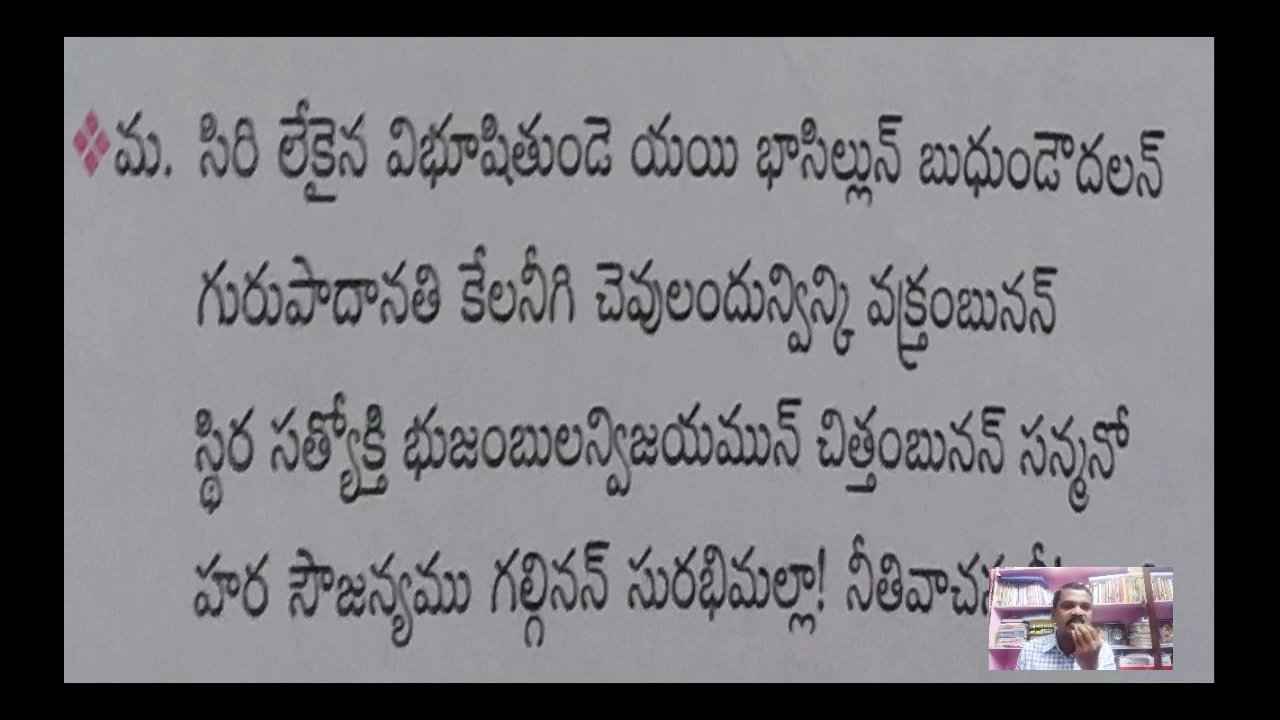 ❖మ. సిరి లేకైన విభూషితుండె యయి భాసిల్లున్ బుధుండౌదలన్
గురుపాదానతి కేలనీగి చెవులందున్విన్కి వక్త్రంబునన్
స్థిర సత్యోక్తి భుజంబులన్విజయమున్ చిత్తంబునన్ సన్మనో
హర సౌజన్యము గల్గినన్ సురభిమల్లా!